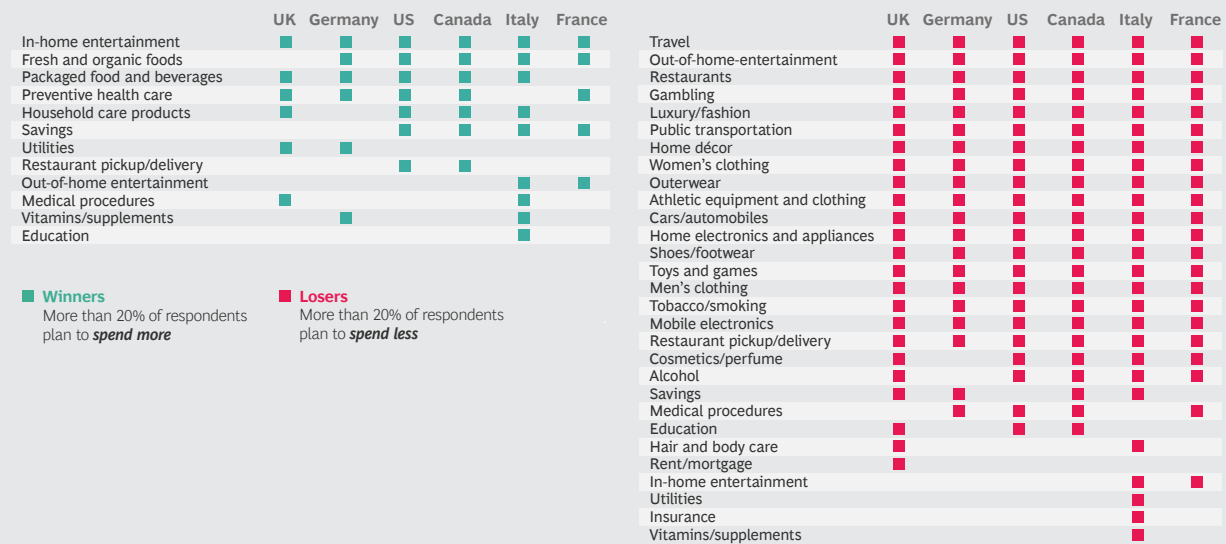 UK Germany US Canada Italy France
In-home entertainment
Fresh and organic foods
Packaged food and beverages
Preventive health care
Household care products
Savings
Utilities
Restaurant pickup/delivery
Out-of-home entertainment
Medical procedures
Vitamins/supplements
Education
Winners
More than 20% of respondents
plan to spend more
Losers
More than 20% of respondents
plan to spend less
UK Germany US Canada Italy France
Travel
Out-of-home-entertainment
Restaurants
Gambling
Luxury/fashion
Public transportation
Home décor
Women’s clothing
Outerwear
Athletic equipment and clothing
Cars/automobiles
Home electronics and appliances
Shoes/footwear
Toys and games
Men’s clothing
Tobacco/smoking
Mobile electronics
Restaurant pickup/delivery
Cosmetics/perfume
Alcohol
Savings
Medical procedures
Education
Hair and body care
Rent/mortgage
In-home entertainment
Utilities
Insurance
Vitamins/supplements